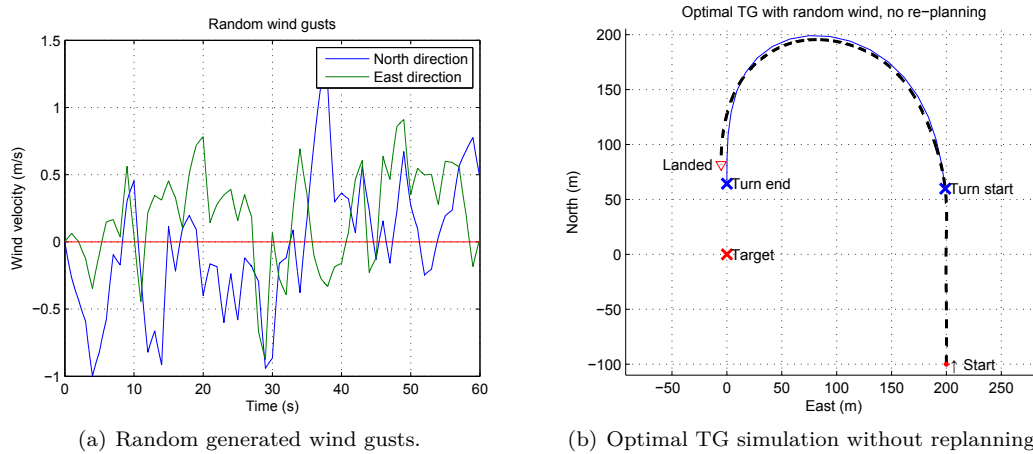 Random wind gusts
1.5
1
0.5
0
−0.5
−1
0
10
20
30
40
50
60
Wind velocity (m/s)
Time (s)
North direction
East direction
(a) Random generated wind gusts.
Optimal TG with random wind, no re-planning
200
150
100
50
0
−50
−100
−50
0
50
100
150
200
250
North (m)
East (m)
Landed
Turn end
Turn start
Target
↑ Start
(b) Optimal TG simulation without replanning